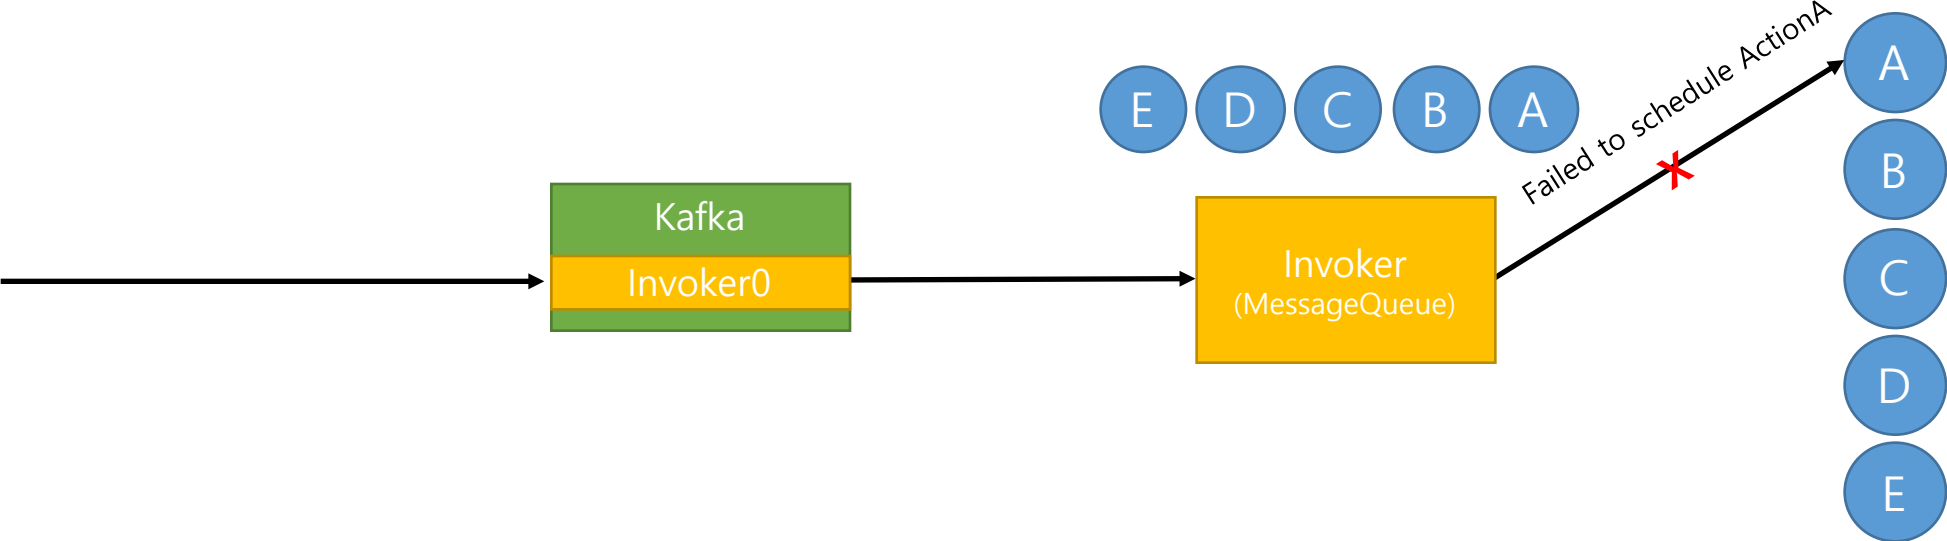 Failed to schedule ActionA
E D C B A
A
B
C
D
E
Kafka
Invoker0
Invoker
(MessageQueue)